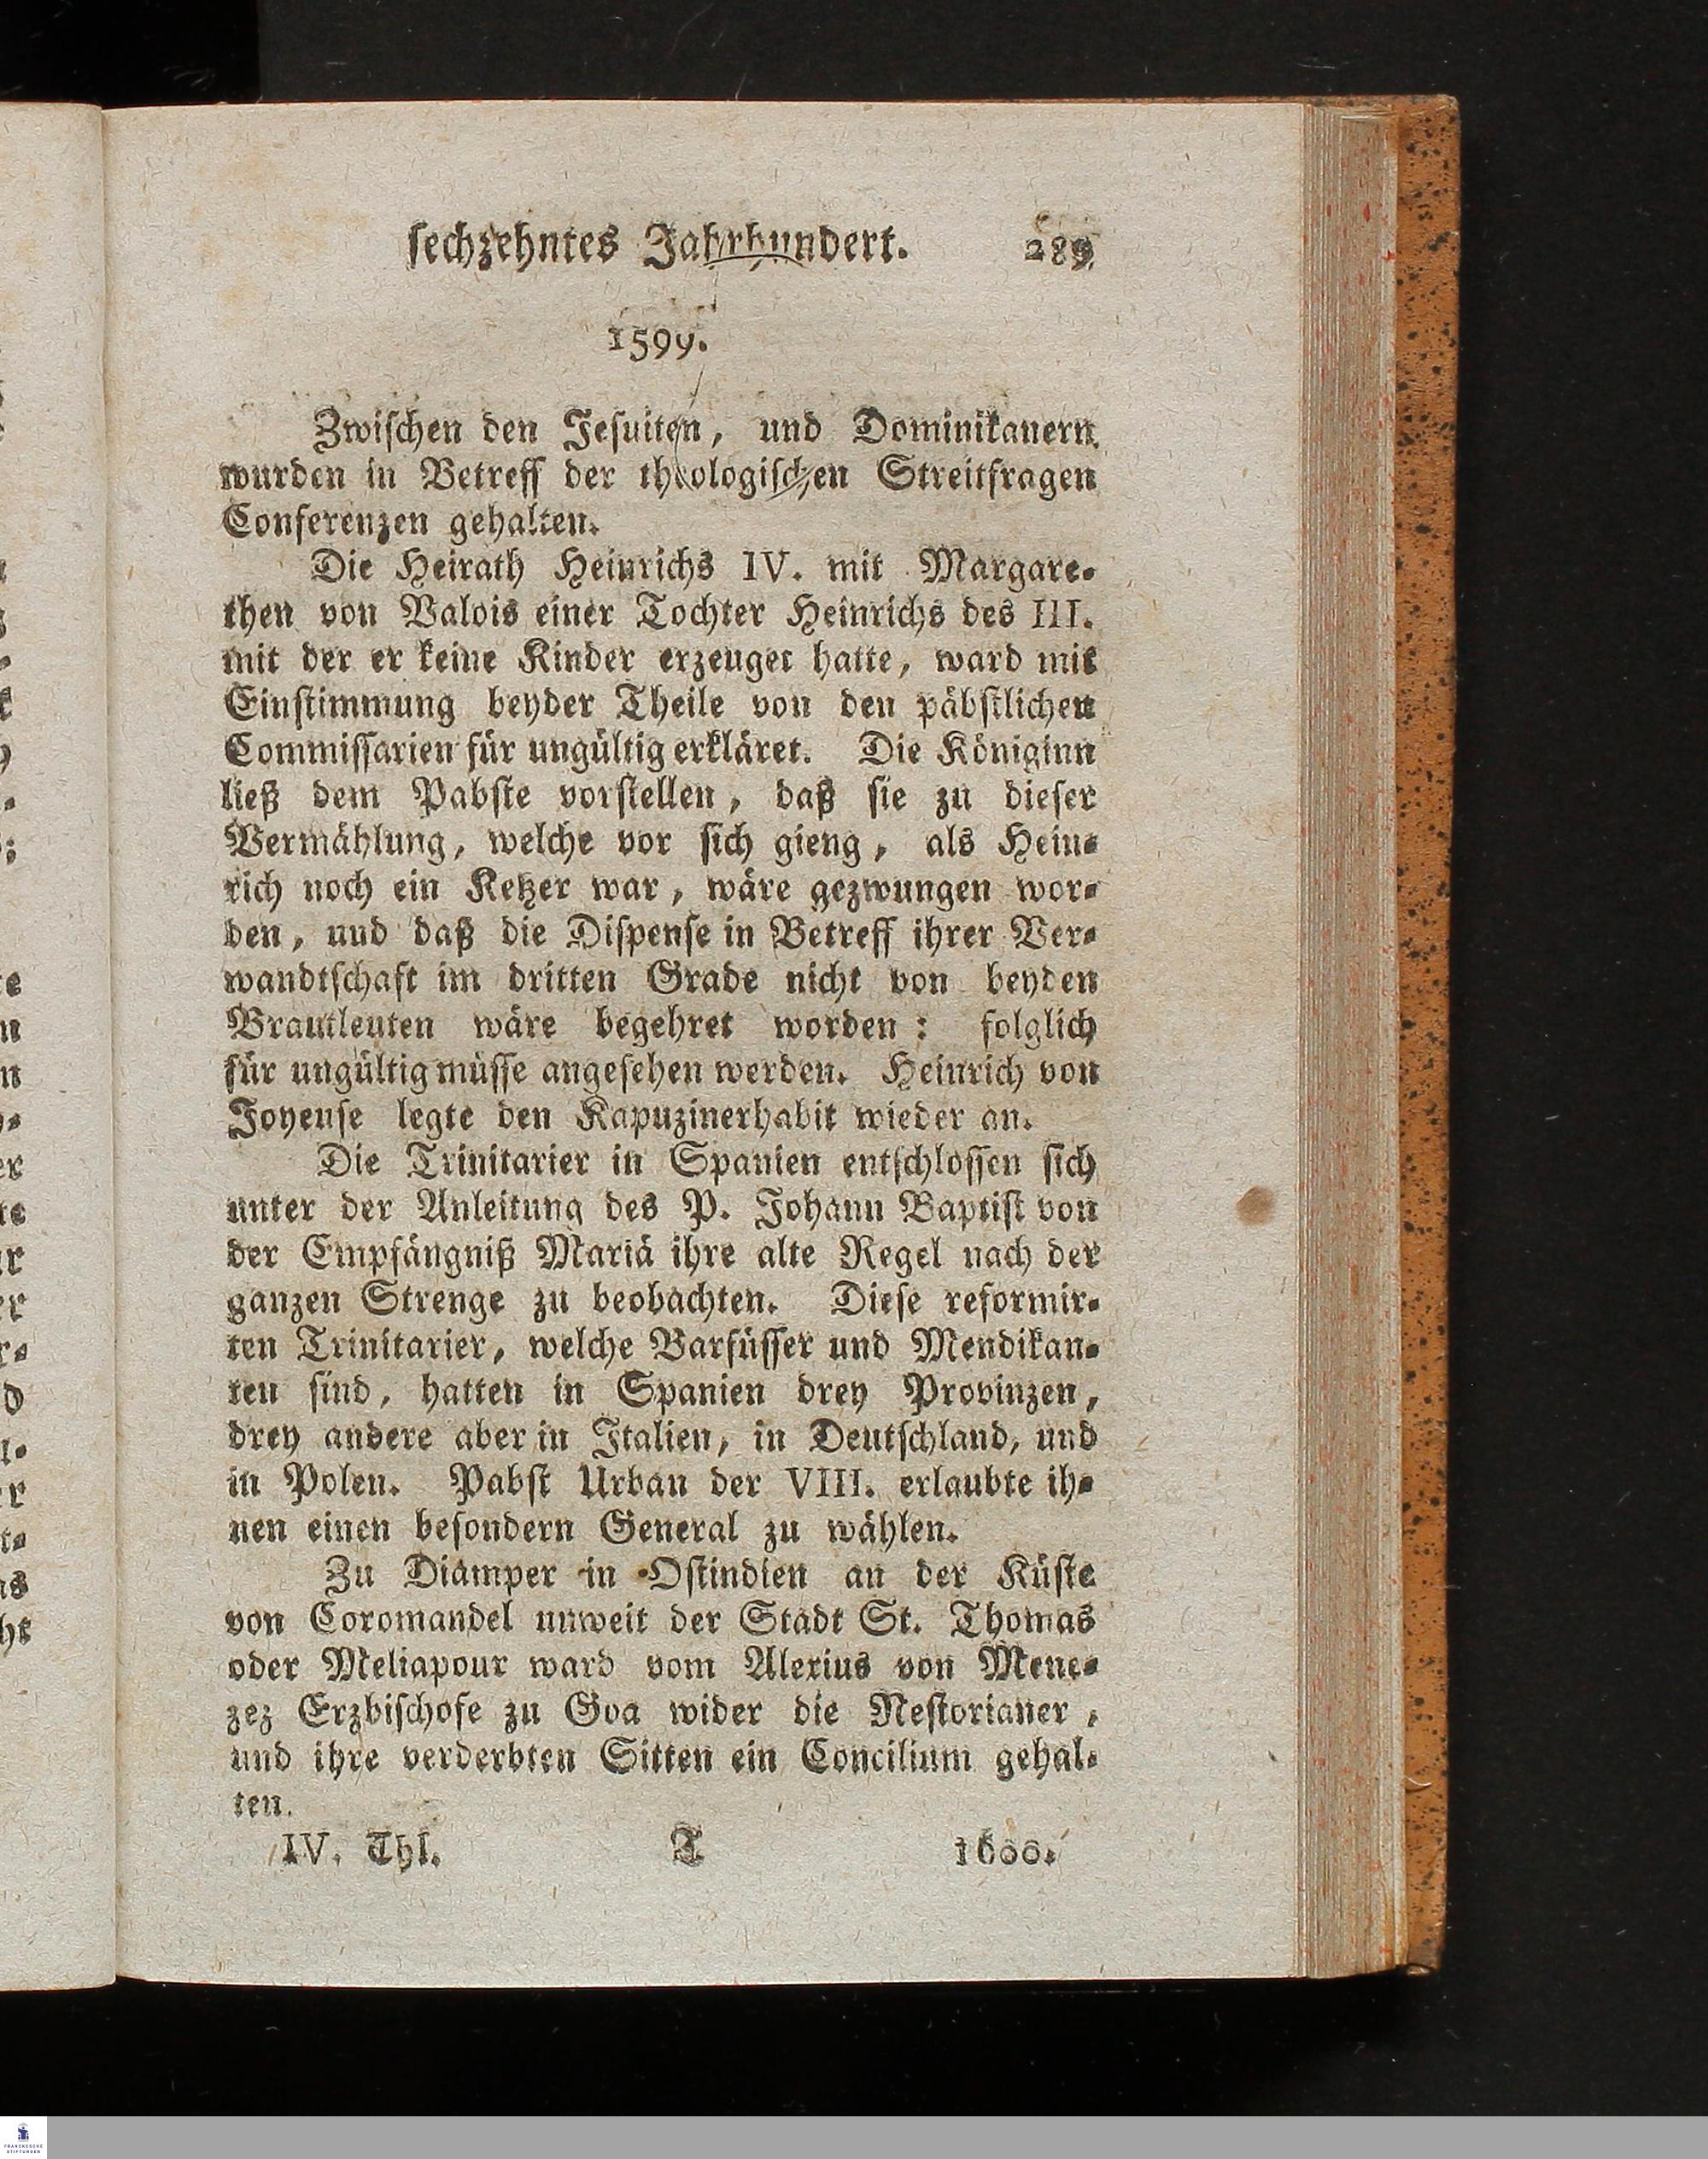 sechzehntes Jahrhundert. 289
1599.
Zwischen den Jesuiten, und Dominikanern
wurden in Betreff der theologischen Streitfragen
Conferenzen gehalten.
Die Heirath Heinrichs IV. mit Margare-
then von Valois einer Tochter Heinrichs des III.
mit der er keine Kinder erzeuget hatte, ward mit
Einstimmung beyder Theile von den päbstlichen
Commissarien für ungültig erkläret. Die Königinn
ließ dem Pabste vorstellen, daß sie zu dieser
Vermählung, welche vor sich gieng, als Hein-
rich noch ein Ketzer war, wäre gezwungen wor-
den, und daß die Dispense in Betreff ihrer Ver-
wandtschaft im dritten Grade nicht von beyden
Brautleuten wäre begehret worden: folglich
für ungültig müsse angesehen werden. Heinrich von
Joyeuse legte den Kapuzinerhabit wieder an.
Die Trinitarier in Spanien entschlossen sich
unter der Anleitung des P. Johann Baptist von
der Empfängniß Mariä ihre alte Regel nach der
ganzen Strenge zu beobachten. Diese reformir-
ten Trinitarier, welche Barfüsser und Mendikan-
ten sind, hatten in Spanien drey Provinzen,
drey andere aber in Italien, in Deutschland, und
in Polen. Pabst Urban der VIII. erlaubte ih-
nen einen besondern General zu wählen.
Zu Diamper in Ostindien an der Küste
von Coromandel unweit der Stadt St. Thomas
oder Meliapour ward vom Alexius von Mene-
zez Erzbischofe zu Goa wider die Nestorianer,
und ihre verderbten Sitten ein Concilium gehal-
ten.
IV. Thl. T 1600.
FRANCKESCHE
STIFTUNGEN